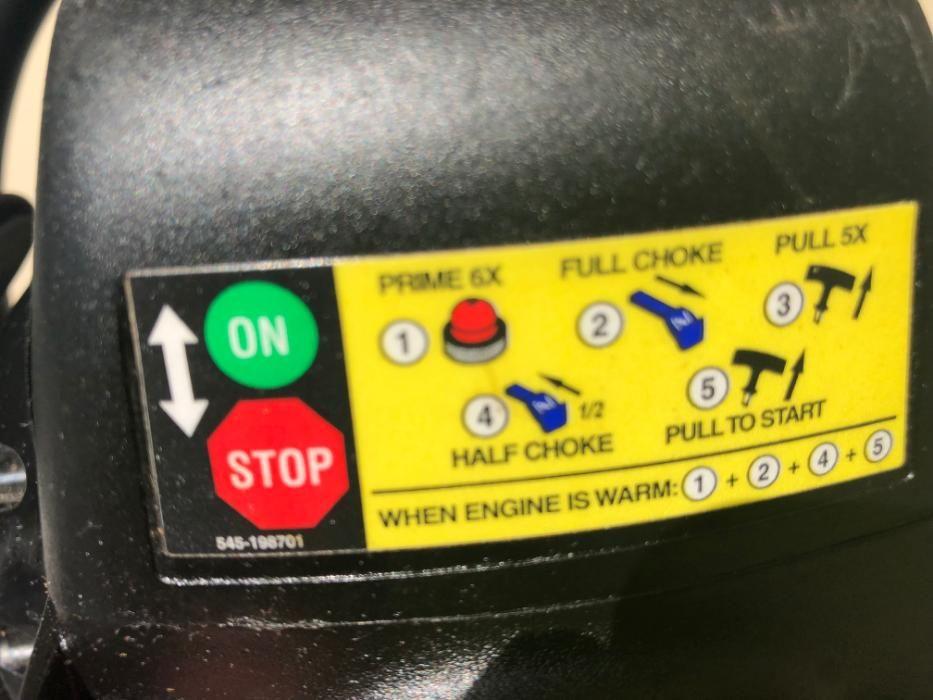 ON
STOP
545-198701
PRIME 6X
1
FULL CHOKE
2
PULL 5X
3
4
1/2
HALF CHOKE
5
PULL TO START
WHEN ENGINE IS WARM: 1 + 2 + 4 + 5